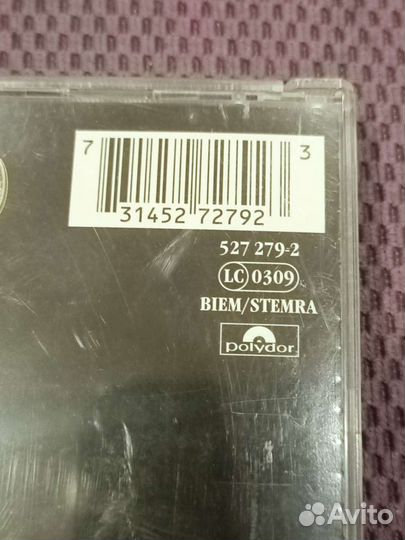 7 31452 72792 3
527 279-2
LC 0309
BIEM/STEMRA
polydor
Avito